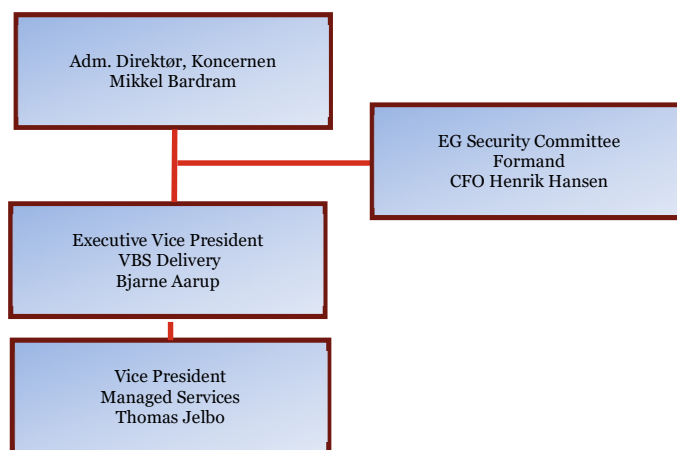 Adm. Direktør, Koncernen
Mikkel Bardram
EG Security Committee
Formand
CFO Henrik Hansen
Executive Vice President
VBS Delivery
Bjarne Aarup
Vice President
Managed Services
Thomas Jelbo